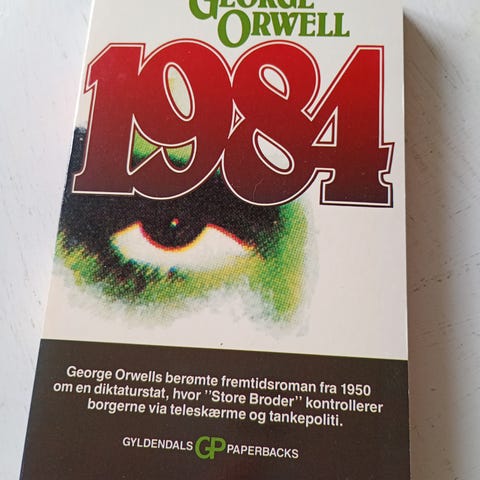 GEORGE
ORWELL
1984
George Orwells berømte fremtidsroman fra 1950
om en diktaturstat, hvor "Store Broder" kontrollerer
borgerne via teleskærme og tankepoliti.
GYLDENDALS GP PAPERBACKS